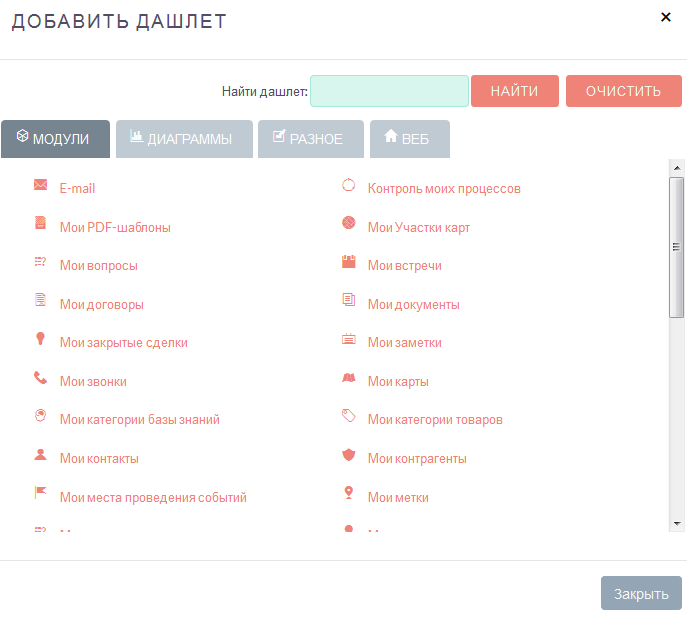 ДОБАВИТЬ ДАШЛЕТ
Найти дашлет: НАЙТИ ОЧИСТИТЬ
МОДУЛИ ДИАГРАММЫ РАЗНОЕ ВЕБ
E-mail Контроль моих процессов
Мои PDF-шаблоны Мои Участки карт
Мои вопросы Мои встречи
Мои договоры Мои документы
Мои закрытые сделки Мои заметки
Мои звонки Мои карты
Мои категории базы знаний Мои категории товаров
Мои контакты Мои контрагенты
Мои места проведения событий Мои метки
Закрыть